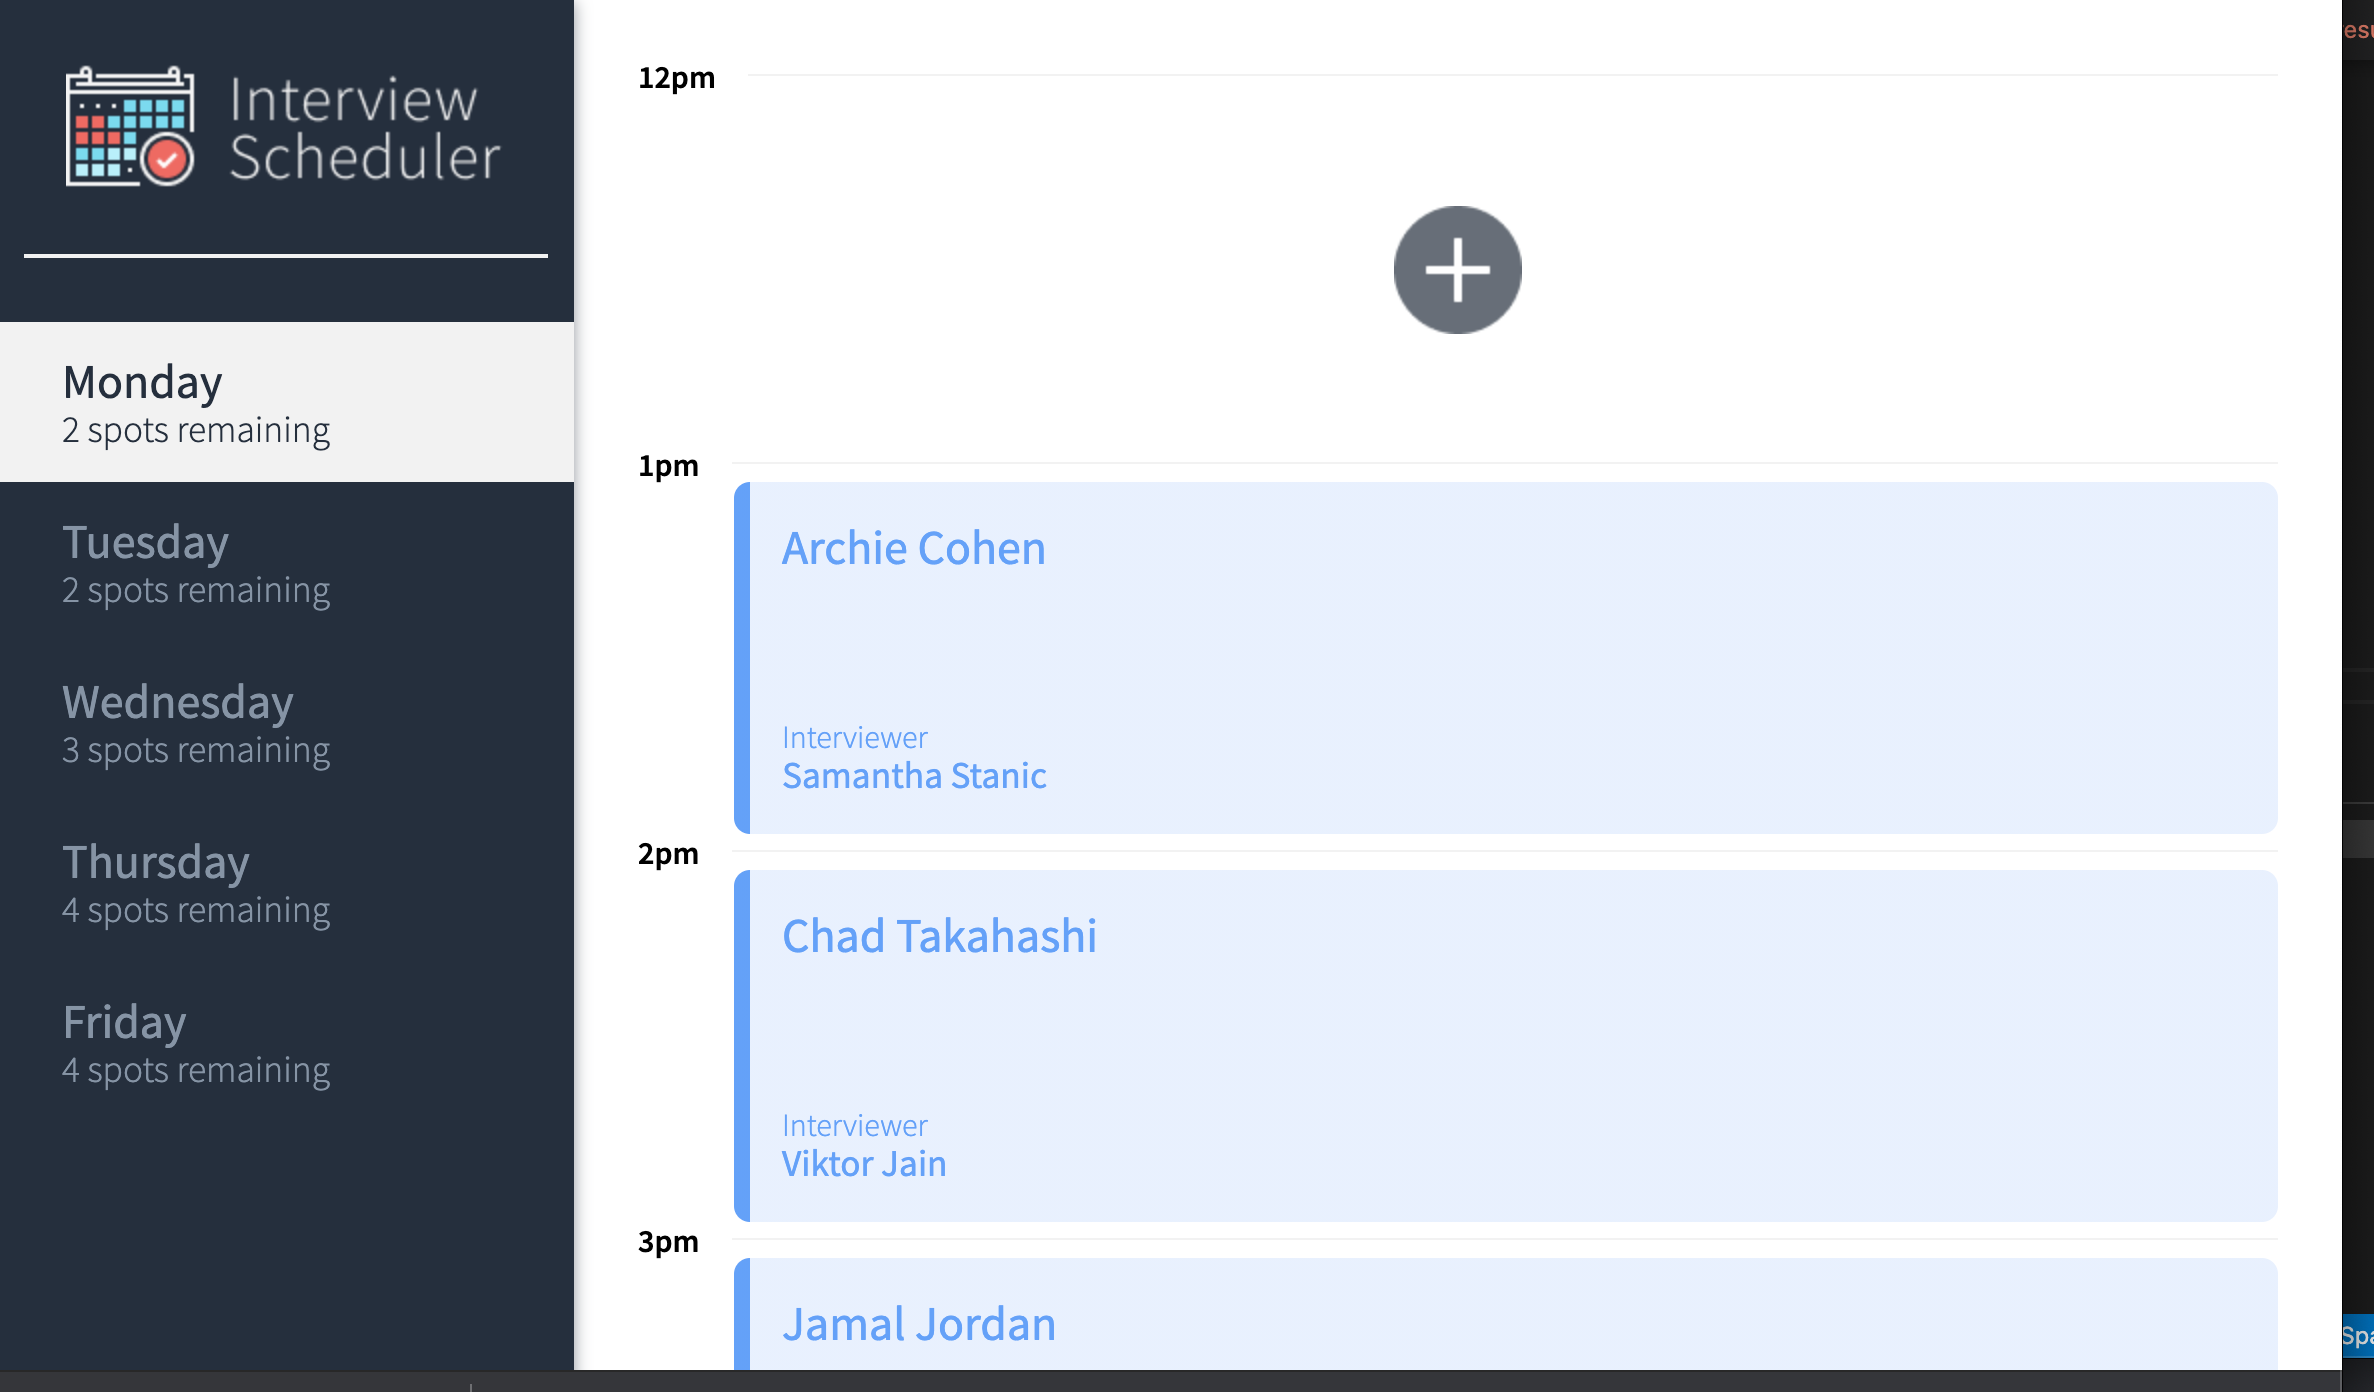 Interview
Scheduler
Monday
2 spots remaining
Tuesday
2 spots remaining
Wednesday
3 spots remaining
Thursday
4 spots remaining
Friday
4 spots remaining
12pm
1pm
Archie Cohen
Interviewer
Samantha Stanic
2pm
Chad Takahashi
Interviewer
Viktor Jain
3pm
Jamal Jordan